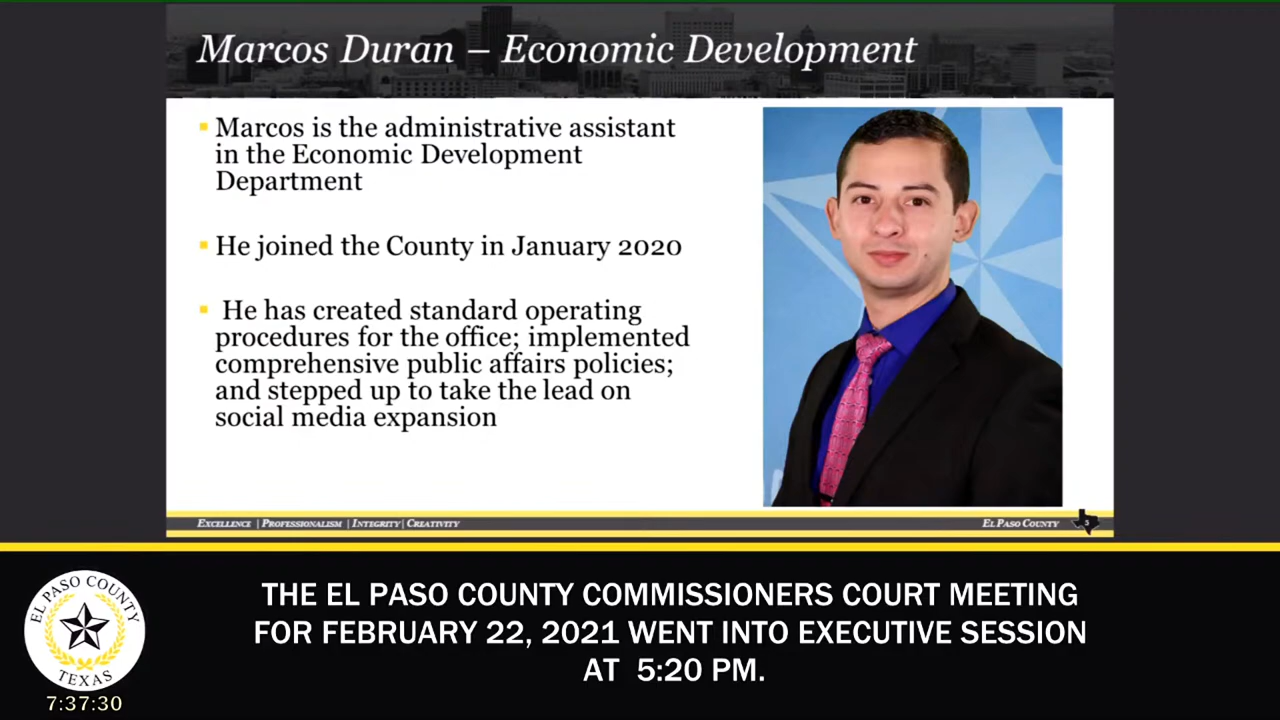 Marcos Duran – Economic Development
Marcos is the administrative assistant
in the Economic Development
Department
He joined the County in January 2020
He has created standard operating
procedures for the office; implemented
comprehensive public affairs policies;
and stepped up to take the lead on
social media expansion
EXCELLENCE | PROFESSIONALISM | INTEGRITY | CREATIVITY
EL PASO COUNTY
3
EL PASO COUNTY
TEXAS
7:37:30
THE EL PASO COUNTY COMMISSIONERS COURT MEETING
FOR FEBRUARY 22, 2021 WENT INTO EXECUTIVE SESSION
AT 5:20 PM.